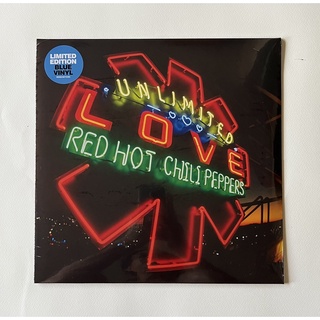 LIMITED
EDITION
BLUE
VINYL
UNLIMITED
LOVE
RED HOT CHILI PEPPERS